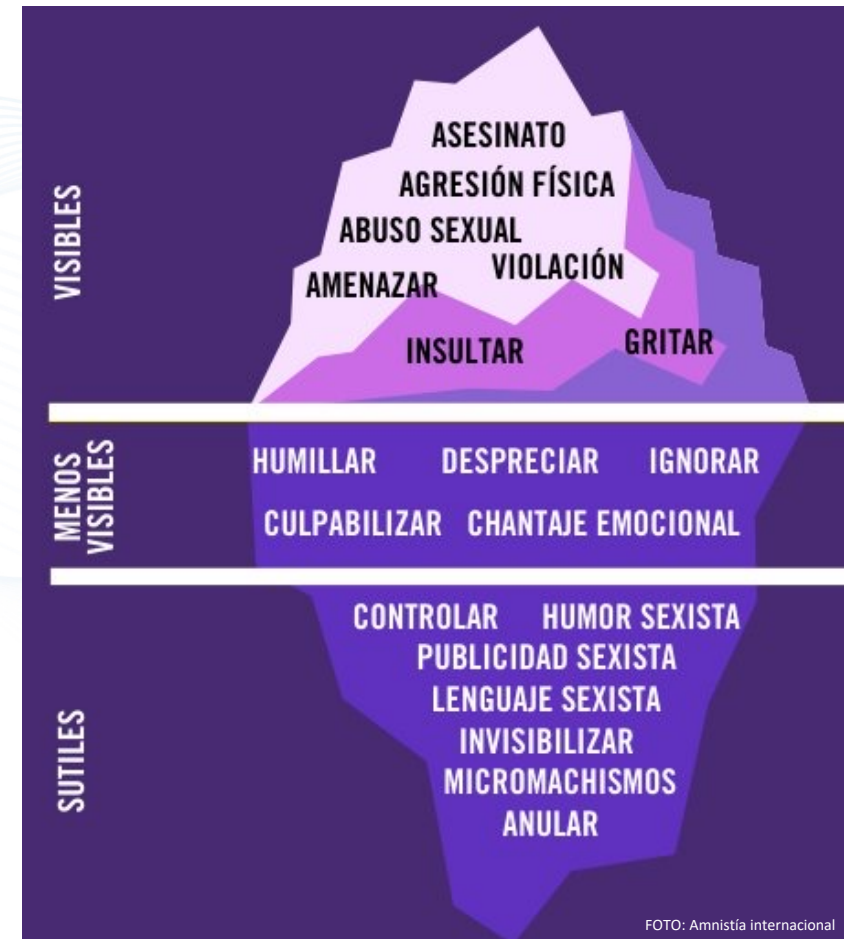 VISIBLES
ASESINATO
AGRESIÓN FÍSICA
ABUSO SEXUAL
VIOLACIÓN
AMENAZAR
INSULTAR
GRITAR
MENOS
VISIBLES
HUMILLAR DESPRECIAR IGNORAR
CULPABILIZAR CHANTAJE EMOCIONAL
SUTILES
CONTROLAR HUMOR SEXISTA
PUBLICIDAD SEXISTA
LENGUAJE SEXISTA
INVISIBILIZAR
MICROMACHISMOS
ANULAR
FOTO: Amnistía internacional